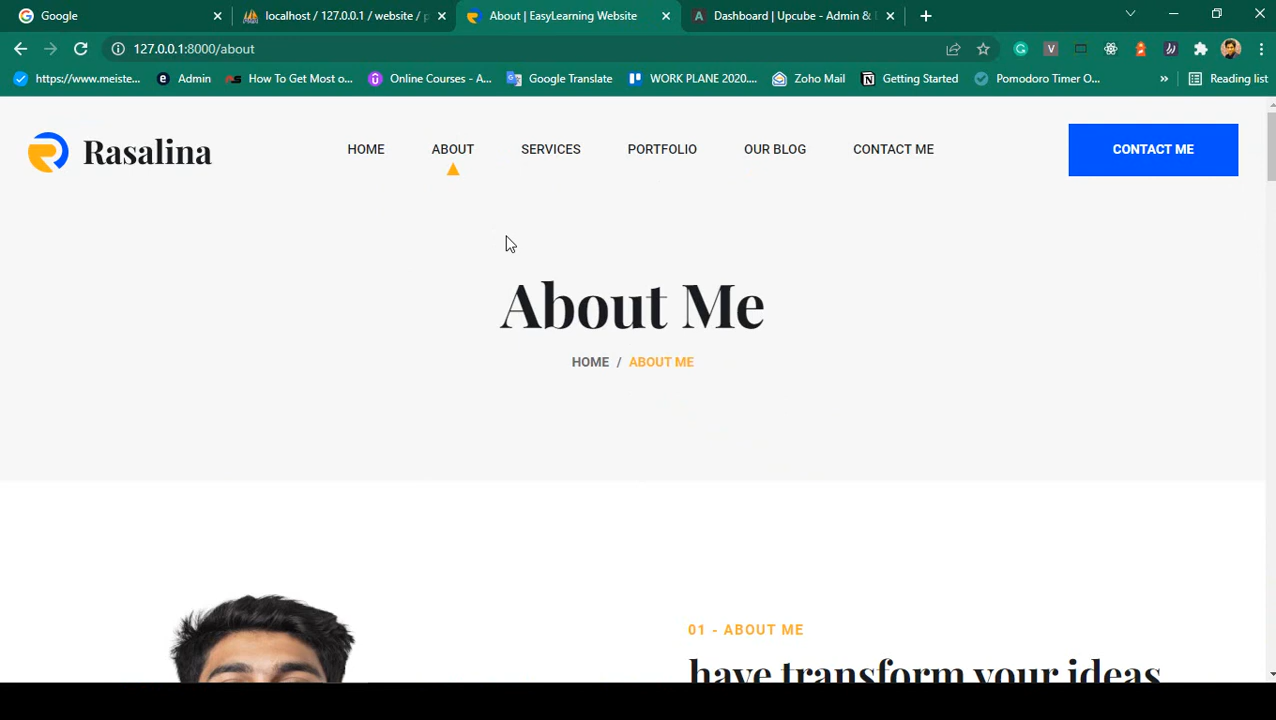 Google
localhost / 127.0.0.1 / website / p
About | EasyLearning Website
Dashboard | Upcube - Admin &
127.0.0.1:8000/about
https://www.meiste...
Admin
How To Get Most o...
Online Courses - A...
Google Translate
WORK PLANE 2020....
Zoho Mail
Getting Started
Pomodoro Timer O...
»
Reading list
Rasalina
HOME
ABOUT
SERVICES
PORTFOLIO
OUR BLOG
CONTACT ME
CONTACT ME
About Me
HOME / ABOUT ME
01 - ABOUT ME
have transform your ideas